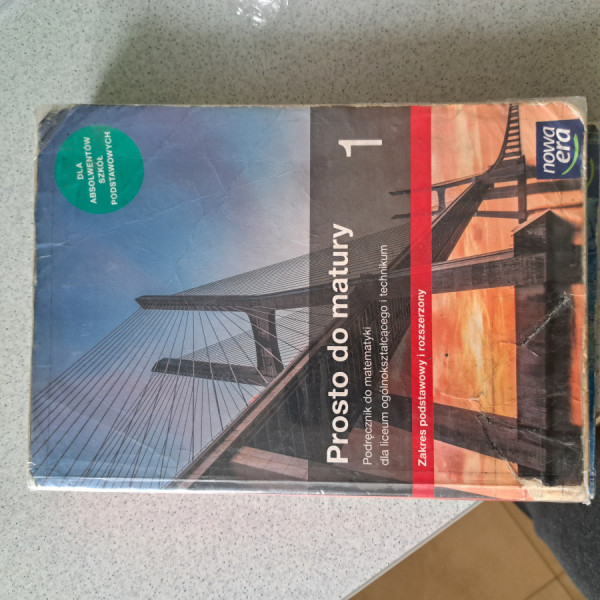 DLA
ABSOLWENTÓW
SZKÓŁ
PODSTAWOWYCH
Prosto do matury 1
Podręcznik do matematyki
dla liceum ogólnokształcącego i technikum
Zakres podstawowy i rozszerzony
nowa
era